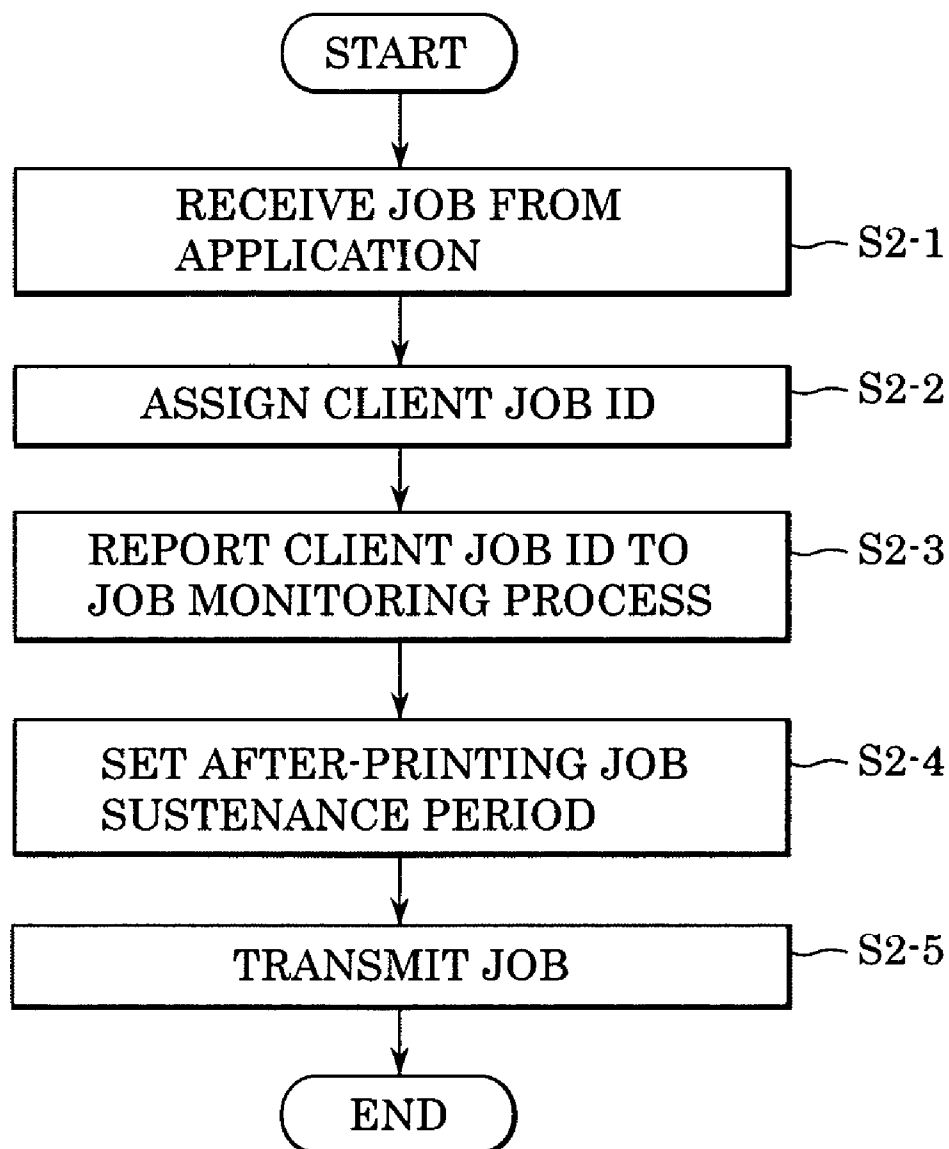 START
RECEIVE JOB FROM
APPLICATION
S2-1
ASSIGN CLIENT JOB ID
S2-2
REPORT CLIENT JOB ID TO
JOB MONITORING PROCESS
S2-3
SET AFTER-PRINTING JOB
SUSTENANCE PERIOD
S2-4
TRANSMIT JOB
S2-5
END